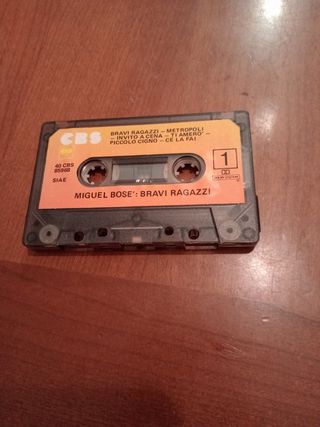 CBS
BRAVI RAGAZZI – METROPOLI
– INVITO A CENA – TI AMERO' –
PICCOLO CIGNO – CE LA FAI
40 CBS
85988
SIAE
1
MIGUEL BOSE': BRAVI RAGAZZI